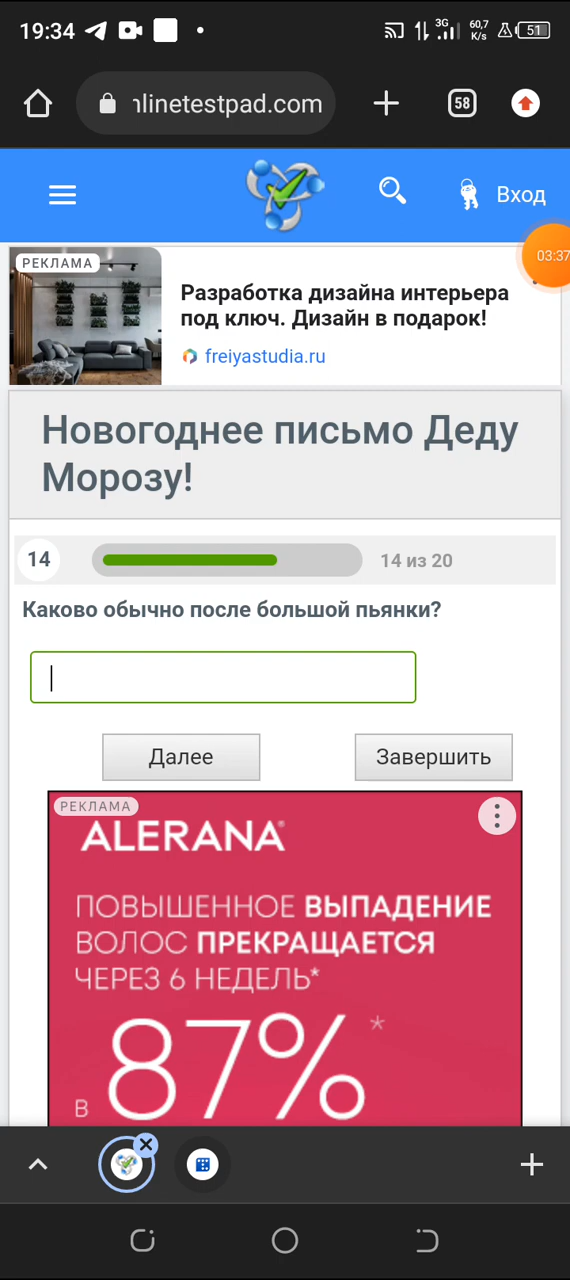 19:34
3G
60,7
K/s
51
nlinetestpad.com
58
Вход
РЕКЛАМА
03:37
Разработка дизайна интерьера
под ключ. Дизайн в подарок!
freiyastudia.ru
Новогоднее письмо Деду
Морозу!
14
14 из 20
Каково обычно после большой пьянки?
Далее
Завершить
РЕКЛАМА
ALERANA®
ПОВЫШЕННОЕ ВЫПАДЕНИЕ
ВОЛОС ПРЕКРАЩАЕТСЯ
ЧЕРЕЗ 6 НЕДЕЛЬ*
В 87%*